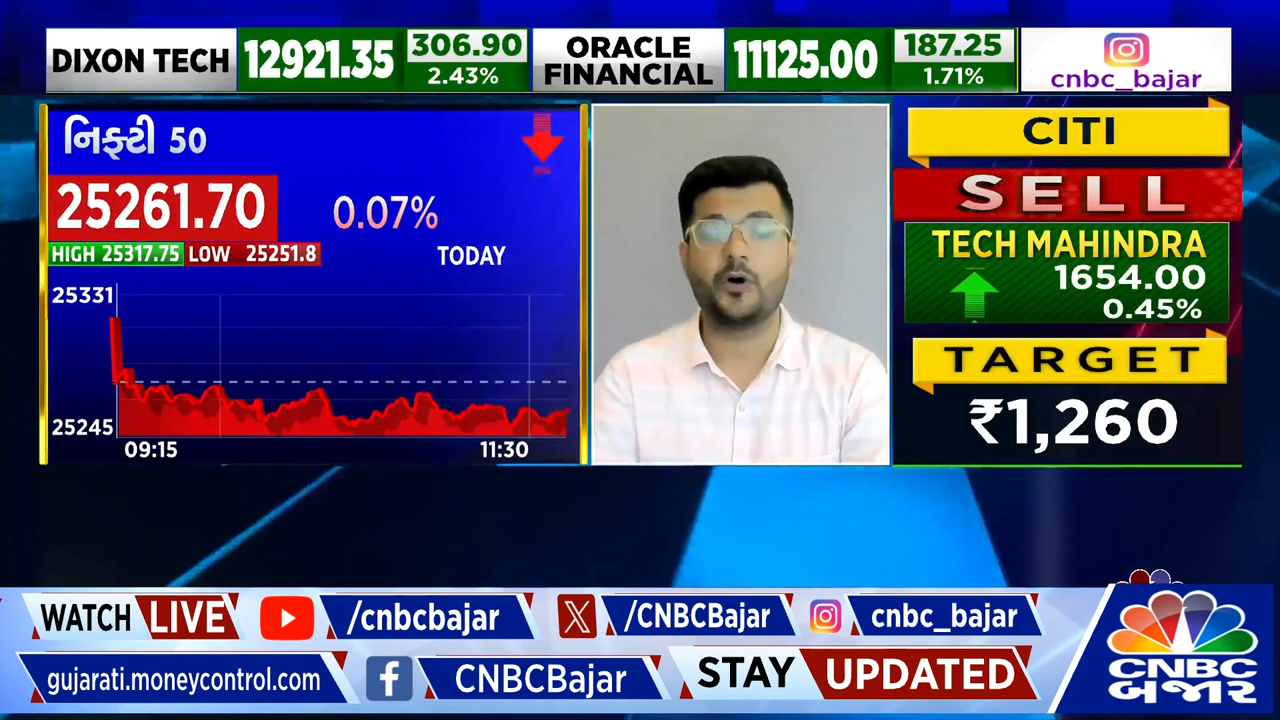 DIXON TECH
12921.35
306.90
2.43%
ORACLE
FINANCIAL
11125.00
187.25
1.71%
cnbc_bajar
નિફ્ટી 50
25261.70
0.07%
HIGH 25317.75 LOW 25251.8
TODAY
25331
25245
09:15
11:30
CITI
SELL
TECH MAHINDRA
1654.00
0.45%
TARGET
₹1,260
WATCH LIVE
/cnbcbajar
/CNBCBajar
cnbc_bajar
gujarati.moneycontrol.com
CNBCBajar
STAY UPDATED
CNBC
બજાર